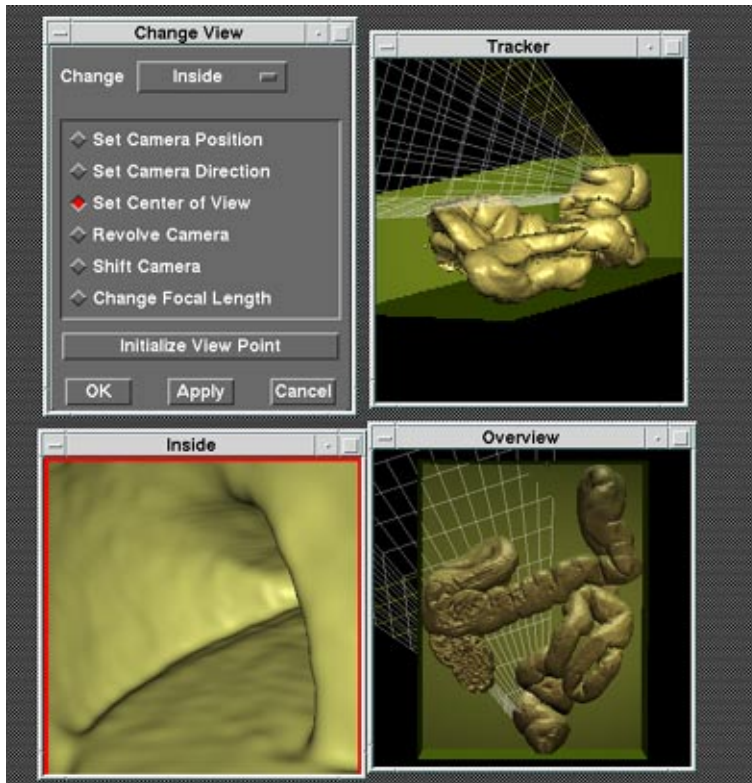 Change View
Change Inside
Set Camera Position
Set Camera Direction
Set Center of View
Revolve Camera
Shift Camera
Change Focal Length
Initialize View Point
OK Apply Cancel
Tracker
Inside
Overview